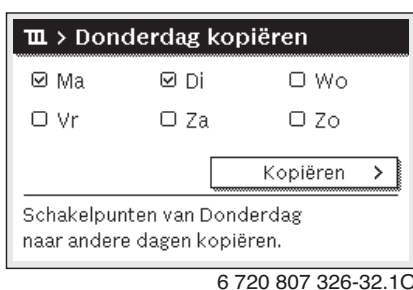 > Donderdag kopiëren
☑ Ma ☑ Di ☐ Wo
☐ Vr ☐ Za ☐ Zo
Kopiëren >
Schakelpunten van Donderdag
naar andere dagen kopiëren.
6 720 807 326-32.1O